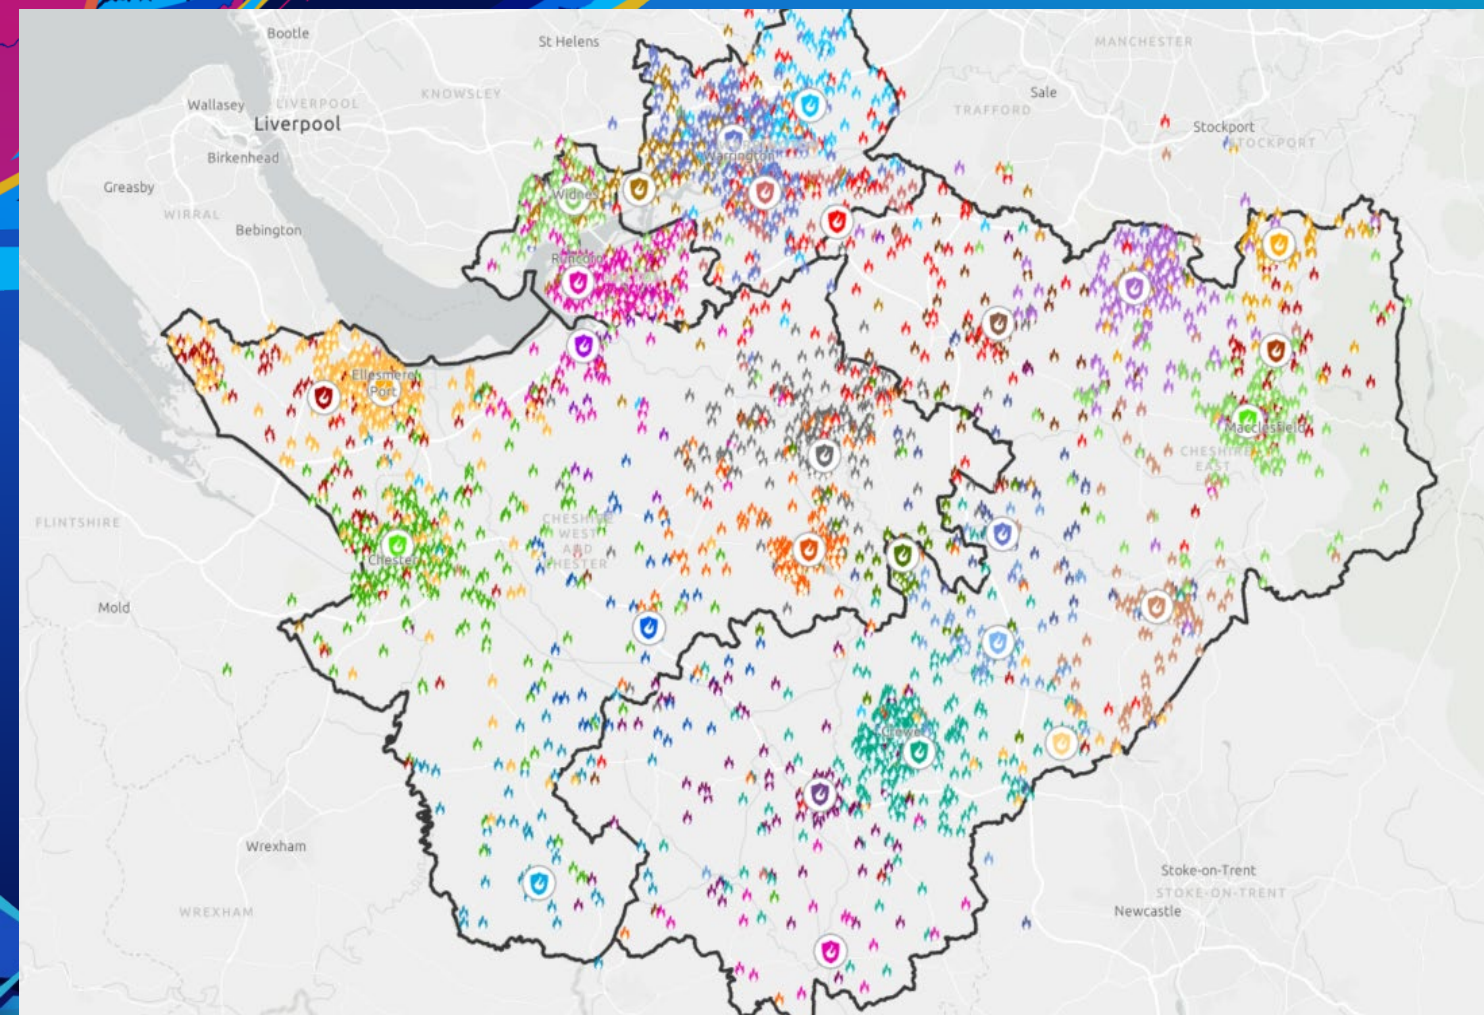 Bootle
St Helens
MANCHESTER
KNOWSLEY
Sale
Wallasey
LIVERPOOL
TRAFFORD
Liverpool
Stockport
STOCKPORT
Birkenhead
Warrington
Greasby
Widnes
WIRRAL
Bebington
Runcorn
Ellesmere
Port
Macclesfield
CHESHIRE
EAST
FLINTSHIRE
CHESHIRE
WEST
AND
CHESTER
Chester
Mold
Crewe
Wrexham
Stoke-on-Trent
STOKE-ON-TRENT
WREXHAM
Newcastle